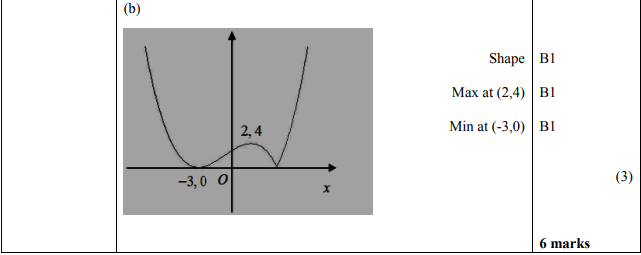 (b)
Shape B1
Max at (2,4) B1
2, 4
Min at (-3,0) B1
−3, 0 O
x
(3)
6 marks